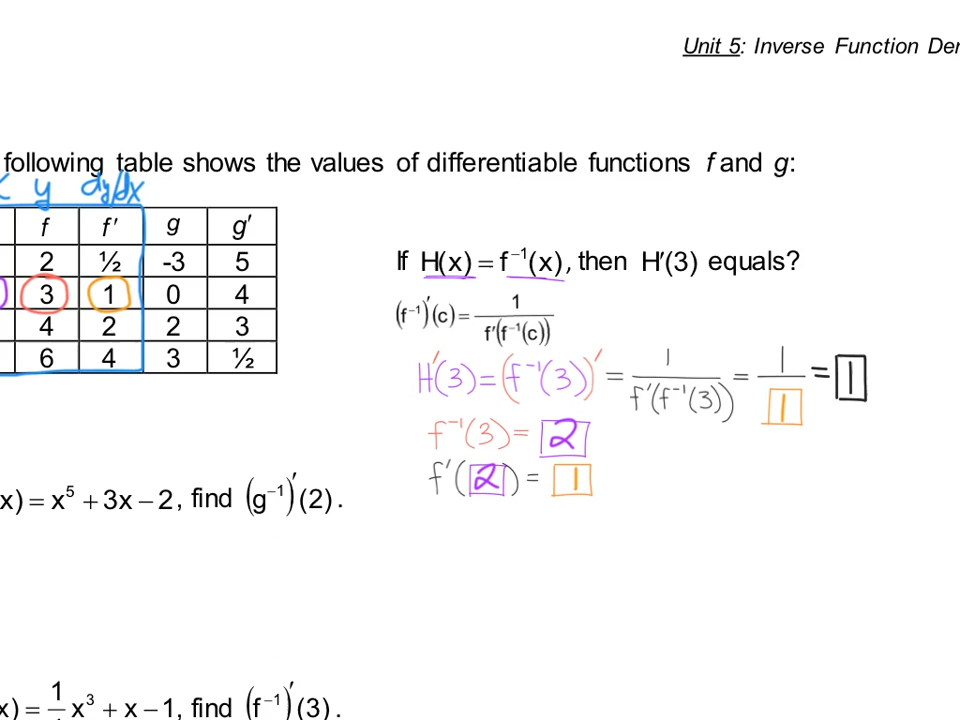 Unit 5: Inverse Function Der
following table shows the values of differentiable functions f and g:
x y dy/dx
f f′ g g′
2 ½ -3 5
3 1 0 4
4 2 2 3
6 4 3 ½
If H(x) = f⁻¹(x), then H′(3) equals?
(f⁻¹)′(c) = 1 / f′(f⁻¹(c))
H′(3) = (f⁻¹(3))′ = 1 / f′(f⁻¹(3)) = 1 / 1 = 1
f⁻¹(3) = 2
f′(2) = 1
x) = x⁵ + 3x − 2, find (g⁻¹)′(2).
x) = 1/ x³ + x − 1, find (f⁻¹)′(3).